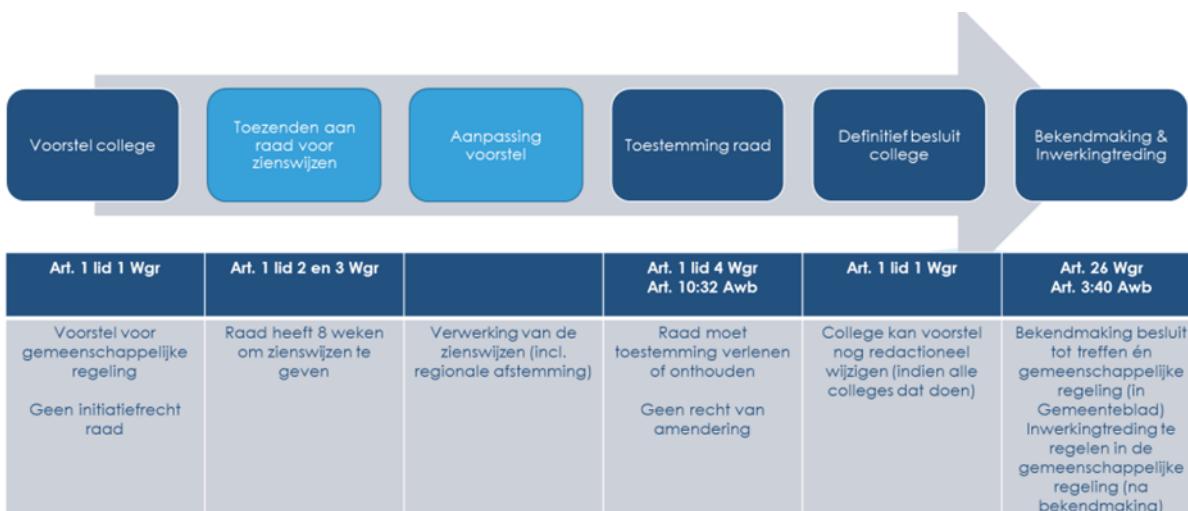 Voorstel college
Toezenden aan
raad voor
zienswijzen
Aanpassing
voorstel
Toestemming raad
Definitief besluit
college
Bekendmaking &
Inwerkingtreding
Art. 1 lid 1 Wgr
Art. 1 lid 2 en 3 Wgr
Art. 1 lid 4 Wgr
Art. 10:32 Awb
Art. 1 lid 1 Wgr
Art. 26 Wgr
Art. 3:40 Awb
Voorstel voor
gemeenschappelijke
regeling
Geen initiatiefrecht
raad
Raad heeft 8 weken
om zienswijzen te
geven
Verwerking van de
zienswijzen (incl.
regionale afstemming)
Raad moet
toestemming verlenen
of onthouden
Geen recht van
amendering
College kan voorstel
nog redactioneel
wijzigen (indien alle
colleges dat doen)
Bekendmaking besluit
tot treffen én
gemeenschappelijke
regeling (in
Gemeenteblad)
Inwerkingtreding te
regelen in de
gemeenschappelijke
regeling (na
bekendmaking)